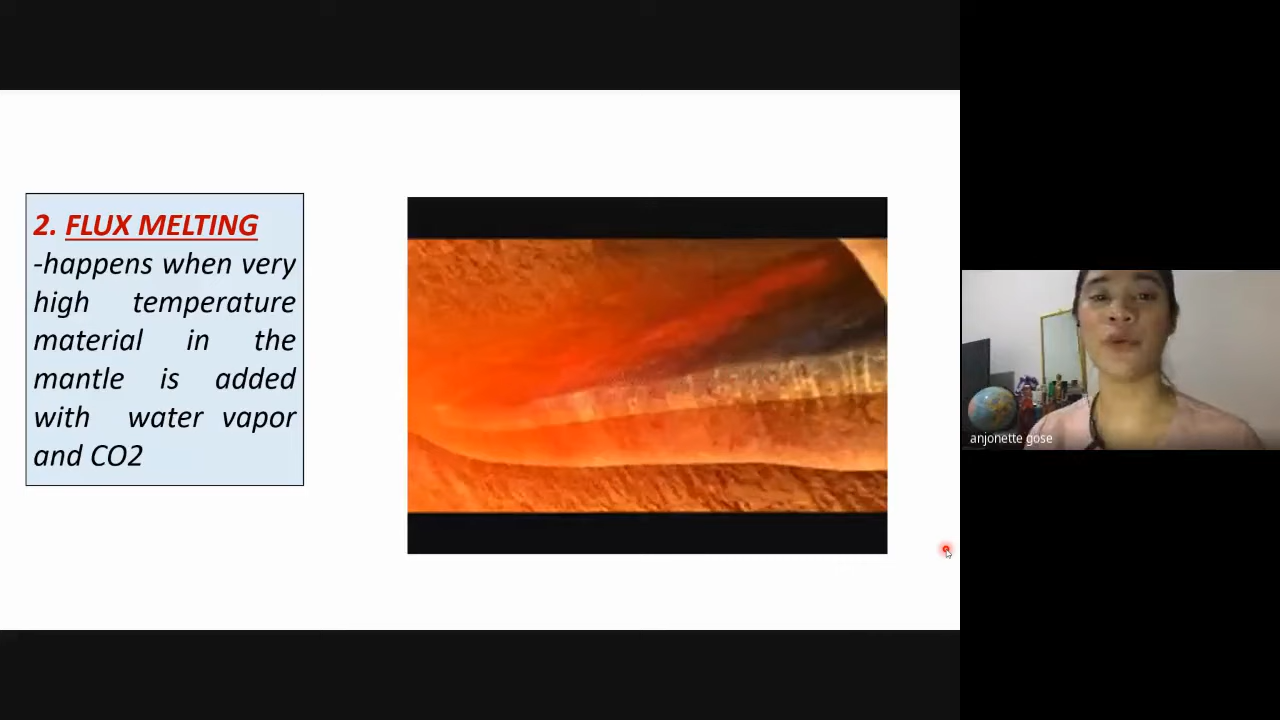 2. FLUX MELTING
-happens when very
high temperature
material in the
mantle is added
with water vapor
and CO2
anjonette gose